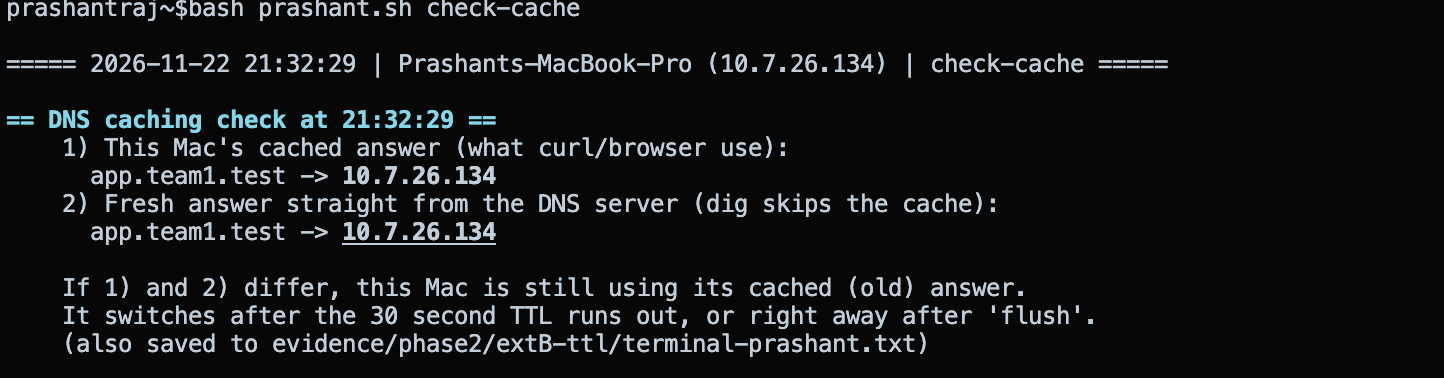 prashantraj~$bash prashant.sh check-cache
===== 2026-11-22 21:32:29 | Prashants-MacBook-Pro (10.7.26.134) | check-cache =====
== DNS caching check at 21:32:29 ==
1) This Mac's cached answer (what curl/browser use):
app.team1.test -> 10.7.26.134
2) Fresh answer straight from the DNS server (dig skips the cache):
app.team1.test -> 10.7.26.134
If 1) and 2) differ, this Mac is still using its cached (old) answer.
It switches after the 30 second TTL runs out, or right away after 'flush'.
(also saved to evidence/phase2/extB-ttl/terminal-prashant.txt)